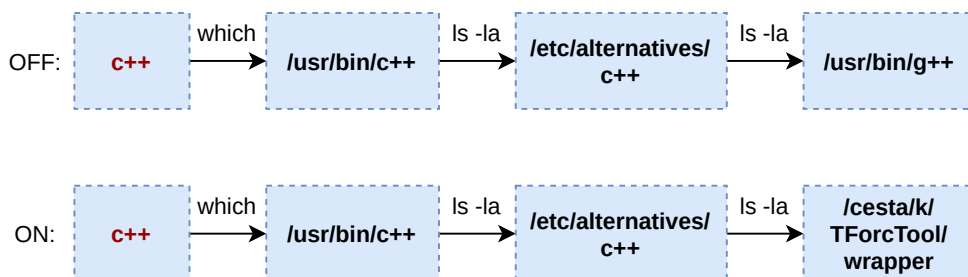 which
ls -la
ls -la
OFF:
c++
/usr/bin/c++
/etc/alternatives/
c++
/usr/bin/g++
which
ls -la
ls -la
ON:
c++
/usr/bin/c++
/etc/alternatives/
c++
/cesta/k/
TForcTool/
wrapper